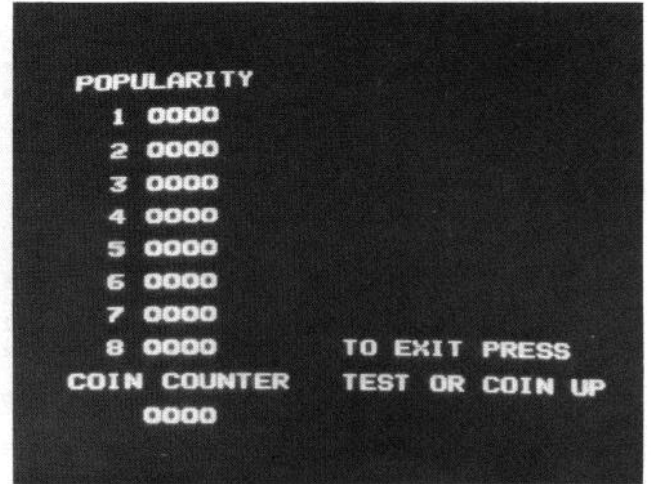 POPULARITY
1 0000
2 0000
3 0000
4 0000
5 0000
6 0000
7 0000
8 0000
COIN COUNTER
0000
TO EXIT PRESS
TEST OR COIN UP